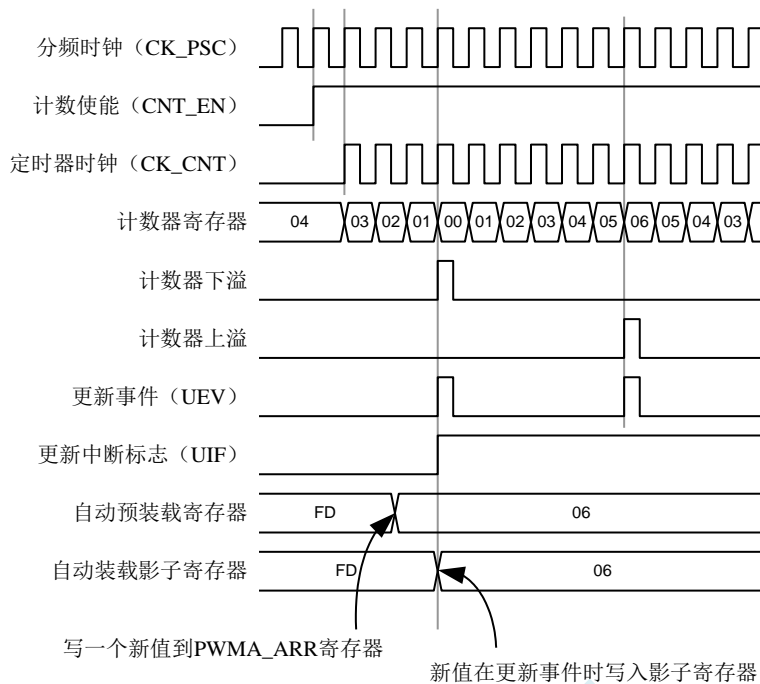 分频时钟（CK_PSC）
计数使能（CNT_EN）
定时器时钟（CK_CNT）
计数器寄存器 04 03 02 01 00 01 02 03 04 05 06 05 04 03
计数器下溢
计数器上溢
更新事件（UEV）
更新中断标志（UIF）
自动预装载寄存器 FD 06
自动装载影子寄存器 FD 06
写一个新值到PWMA_ARR寄存器
新值在更新事件时写入影子寄存器